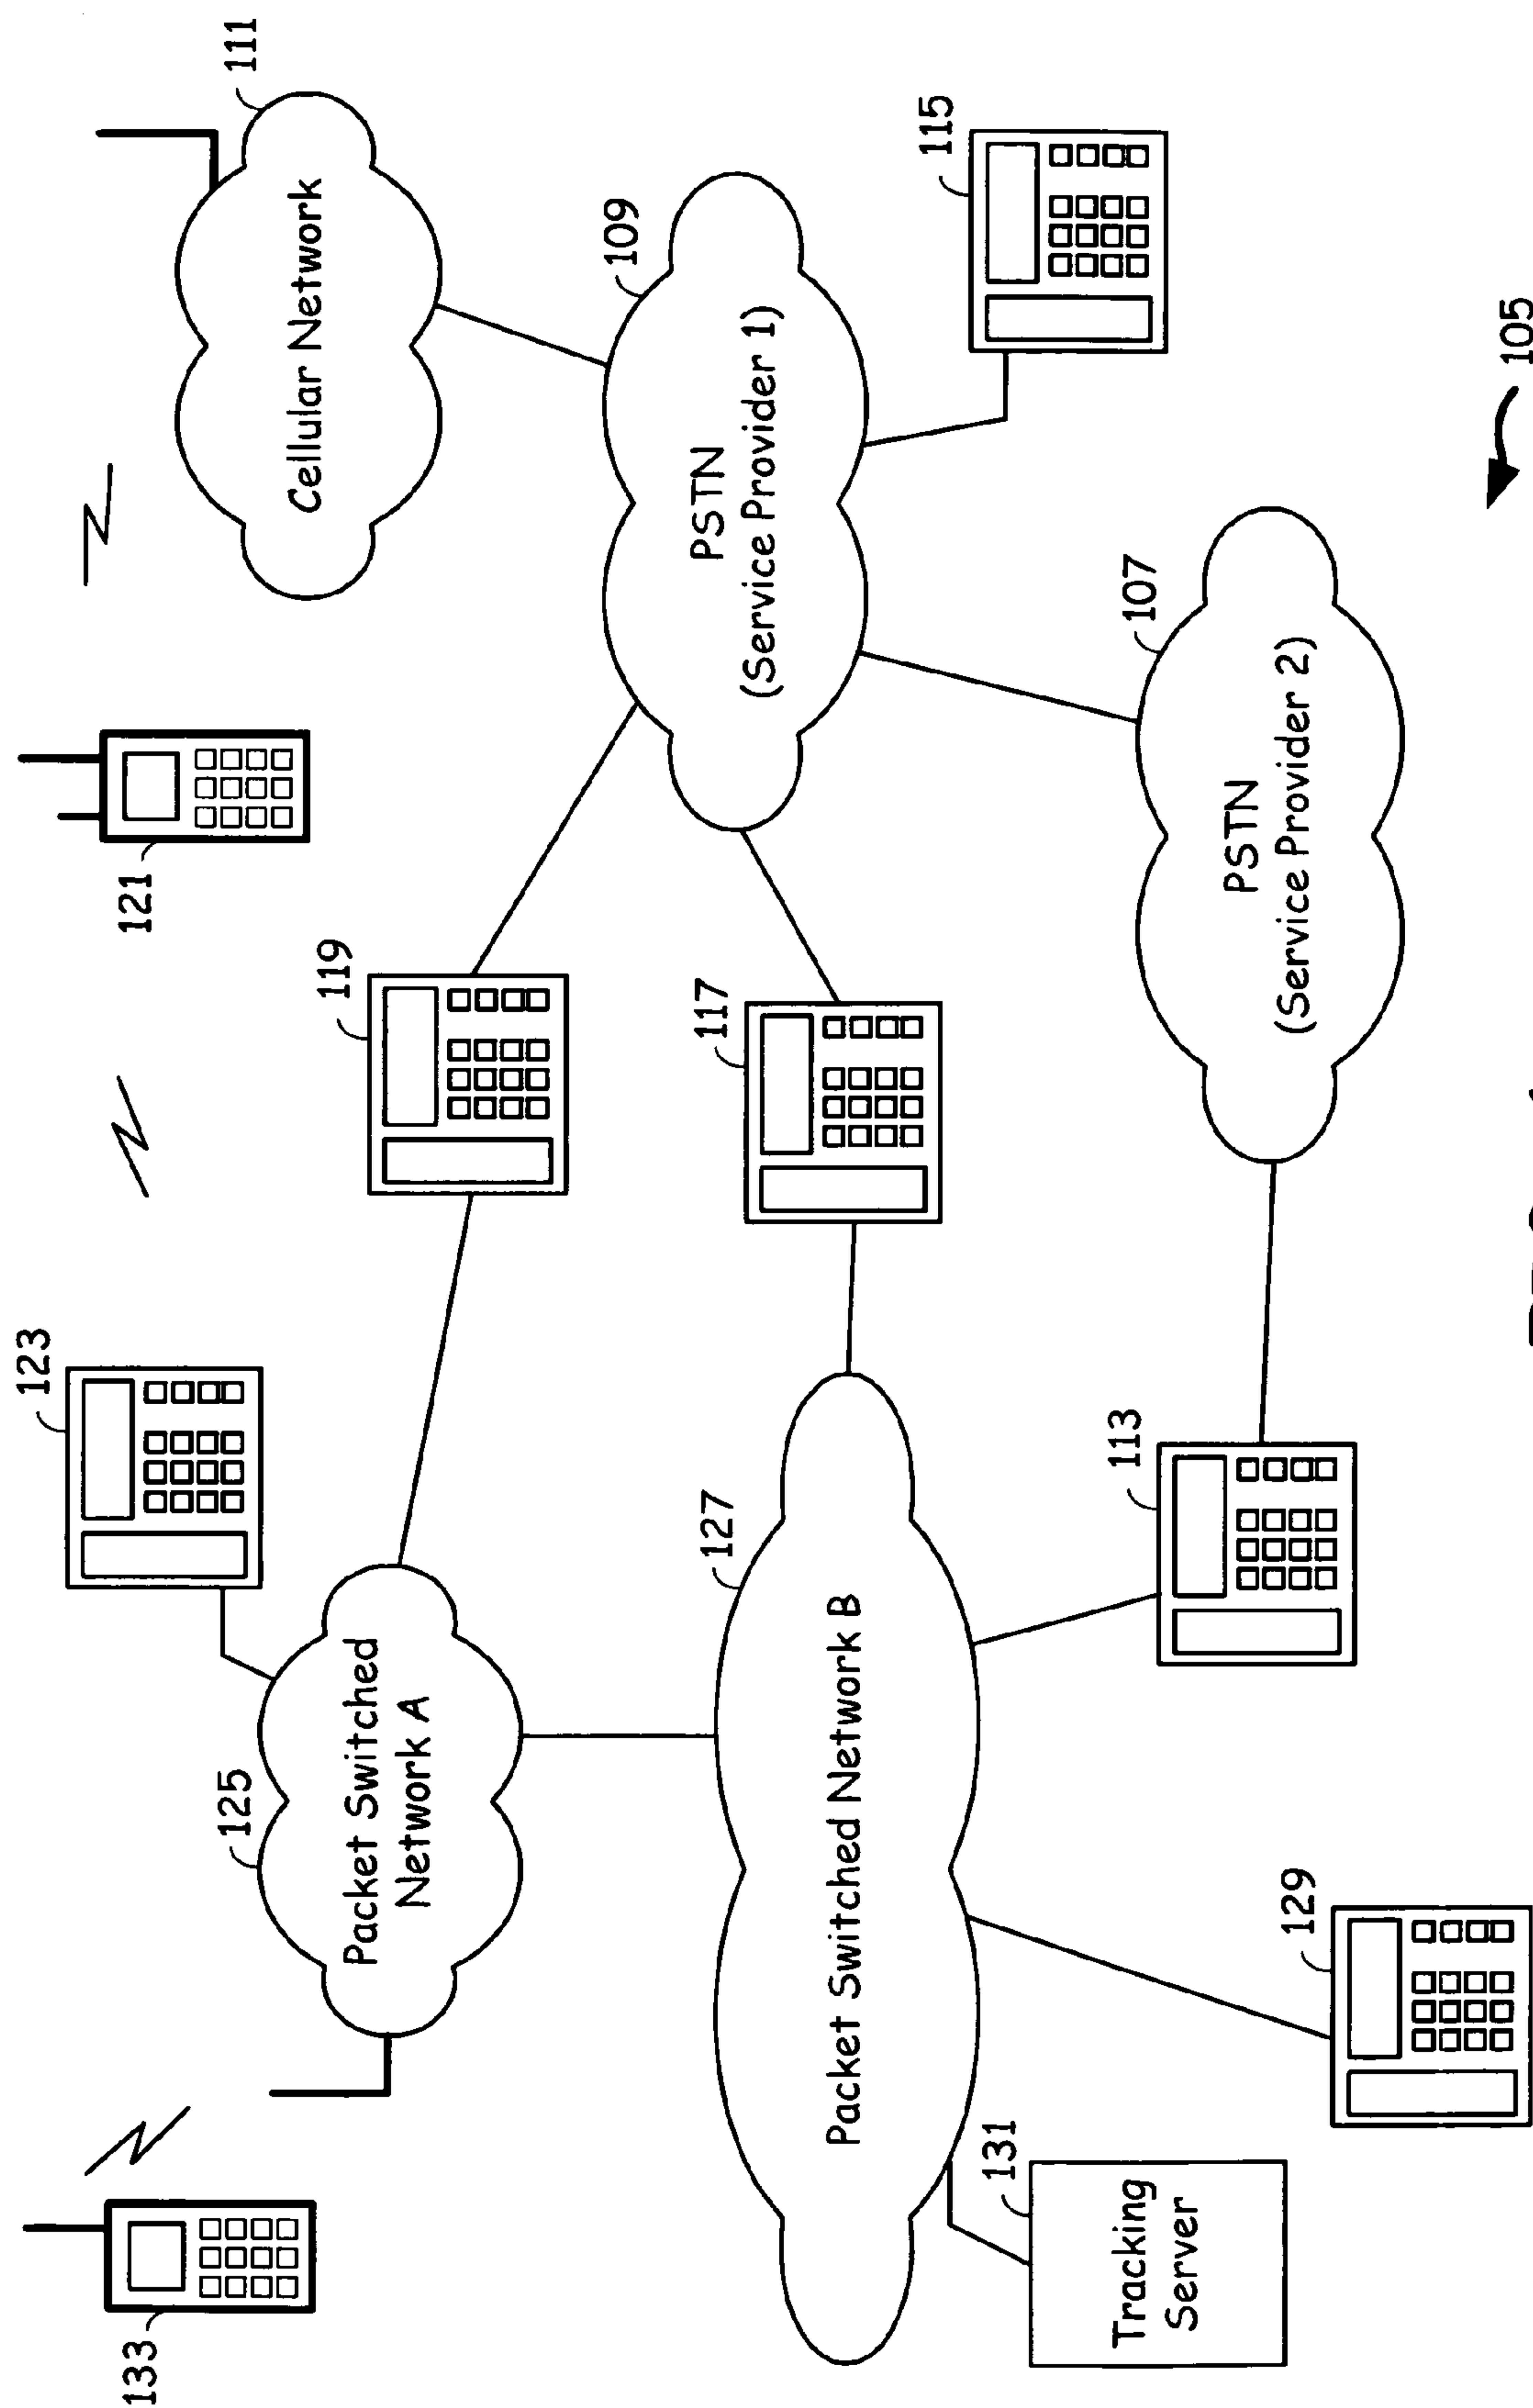 123
133
121
125
111
Cellular Network
119
Packet Switched
Network A
109
127
117
PSTN
(Service Provider 1)
Packet Switched Network B
115
131
113
107
Tracking
Server
PSTN
(Service Provider 2)
129
105